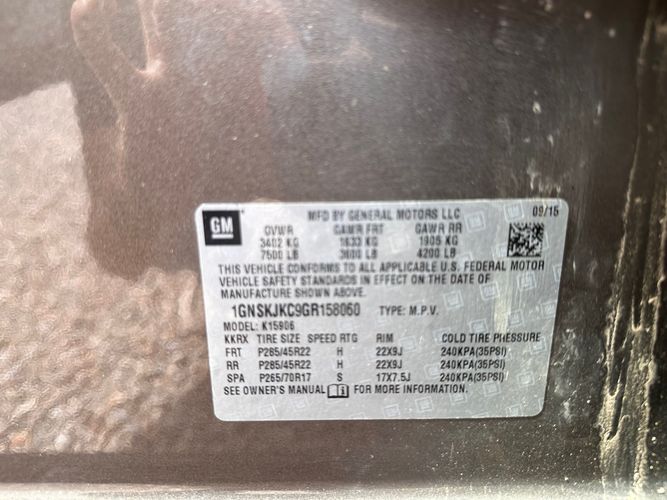 GM
MFD BY GENERAL MOTORS LLC 09/15
GVWR GAWR FRT GAWR RR
3402 KG 1633 KG 1905 KG
7500 LB 3600 LB 4200 LB
THIS VEHICLE CONFORMS TO ALL APPLICABLE U.S. FEDERAL MOTOR
VEHICLE SAFETY STANDARDS IN EFFECT ON THE DATE OF
MANUFACTURE SHOWN ABOVE.
1GNSKJKC9GR158060 TYPE: M.P.V.
MODEL: K15906
KKRX TIRE SIZE SPEED RTG RIM COLD TIRE PRESSURE
FRT P285/45R22 H 22X9J 240KPA(35PSI)
RR P285/45R22 H 22X9J 240KPA(35PSI)
SPA P265/70R17 S 17X7.5J 240KPA(35PSI)
SEE OWNER'S MANUAL FOR MORE INFORMATION.